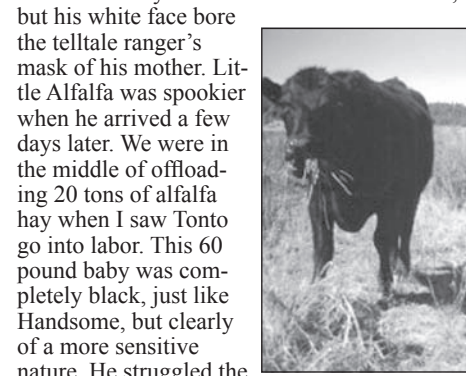 but his white face bore
the telltale ranger’s
mask of his mother. Lit-
tle Alfalfa was spookier
when he arrived a few
days later. We were in
the middle of offload-
ing 20 tons of alfalfa
hay when I saw Tonto
go into labor. This 60
pound baby was com-
pletely black, just like
Handsome, but clearly
of a more sensitive
nature. He struggled the